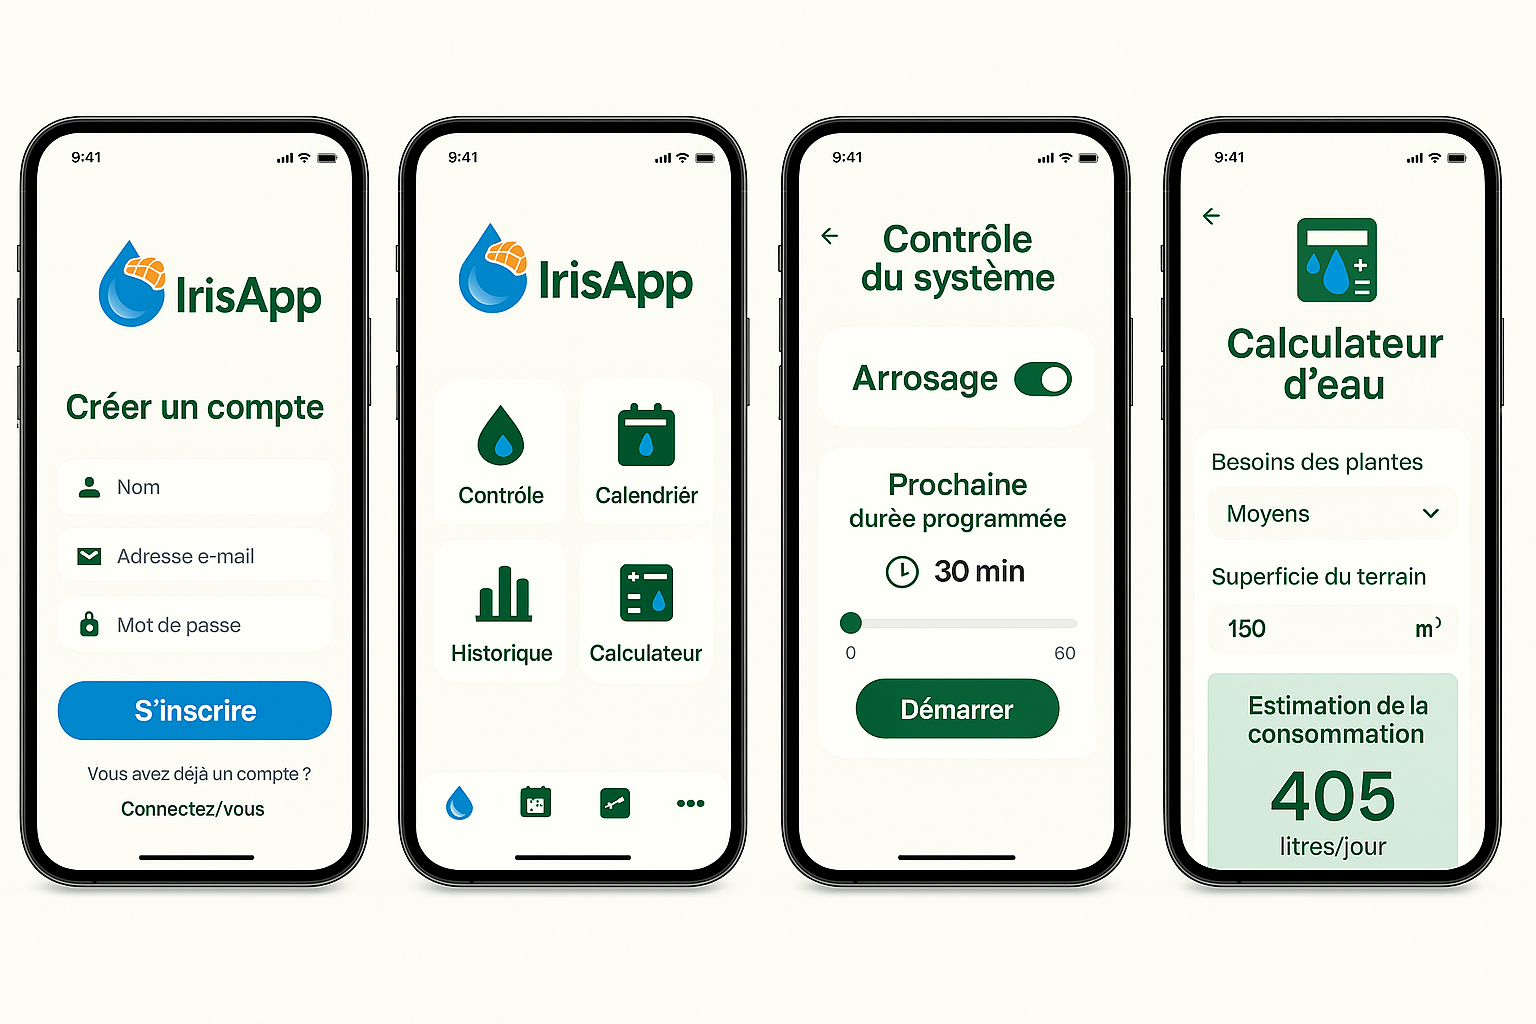 9:41
IrisApp
Créer un compte
Nom
Adresse e-mail
Mot de passe
S'inscrire
Vous avez déjà un compte ?
Connectez/vous
9:41
IrisApp
Contróle
Calendriér
Historique
Calculateur
9:41
Contrôle
du système
Arrosage
Prochaine
durèe programmée
30 min
0 60
Démarrer
9:41
Calculateur
d'eau
Besoins des plantes
Moyens
Superficie du terrain
150 m⁾
Estimation de la
consommation
405
litres/jour